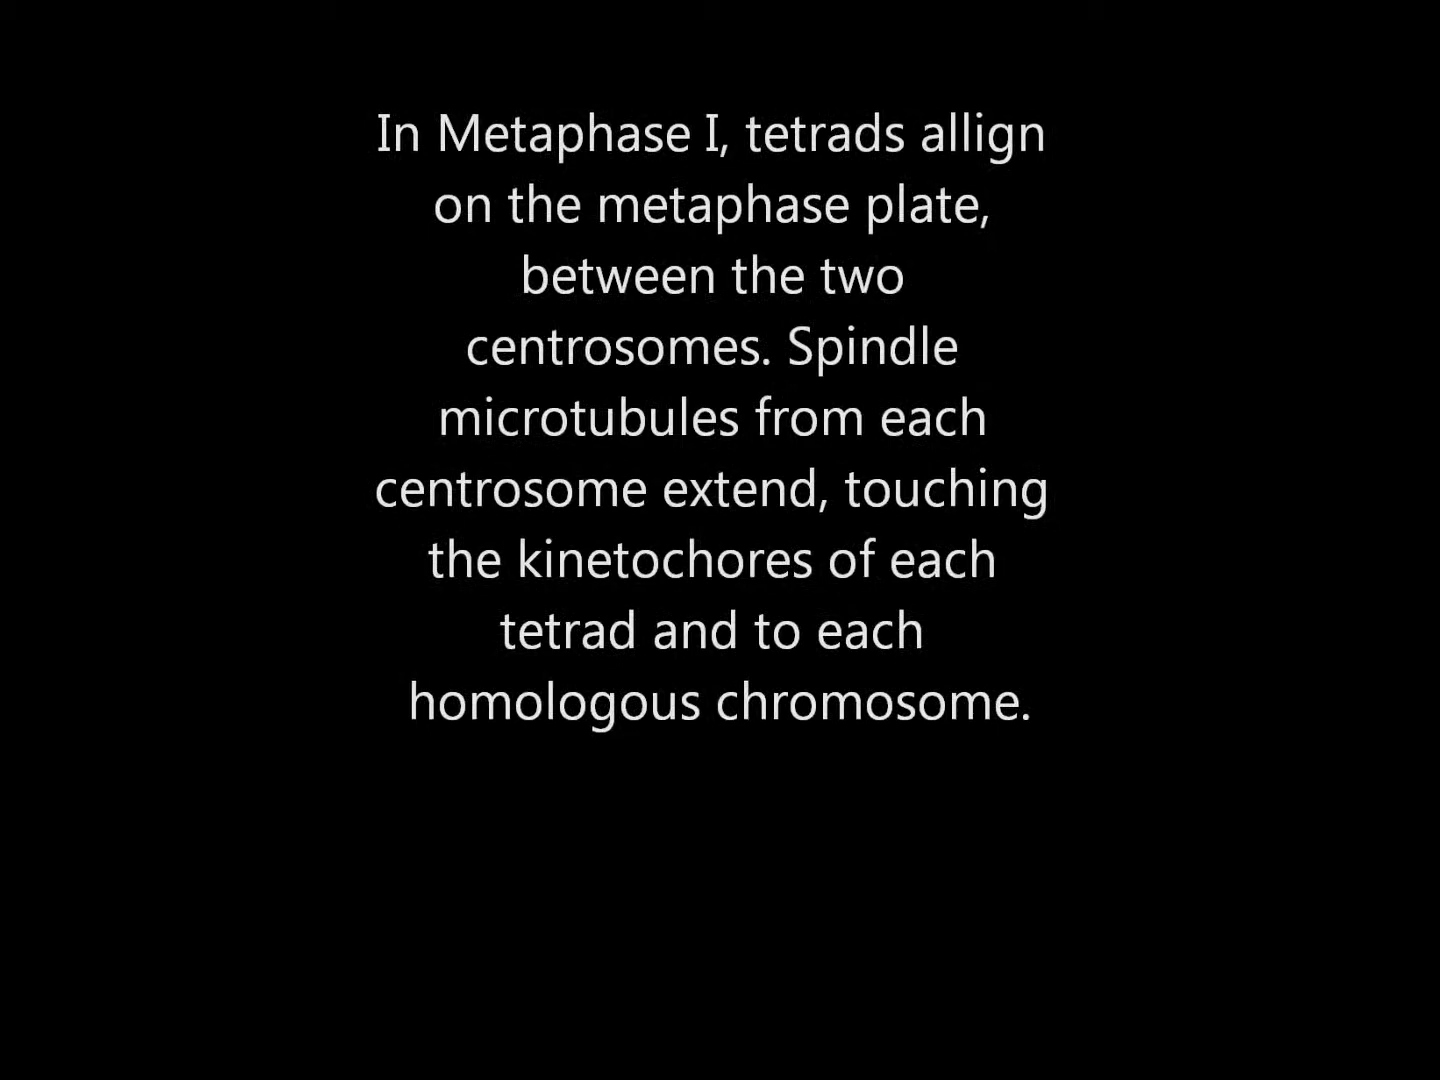 In Metaphase I, tetrads allign
on the metaphase plate,
between the two
centrosomes. Spindle
microtubules from each
centrosome extend, touching
the kinetochores of each
tetrad and to each
homologous chromosome.